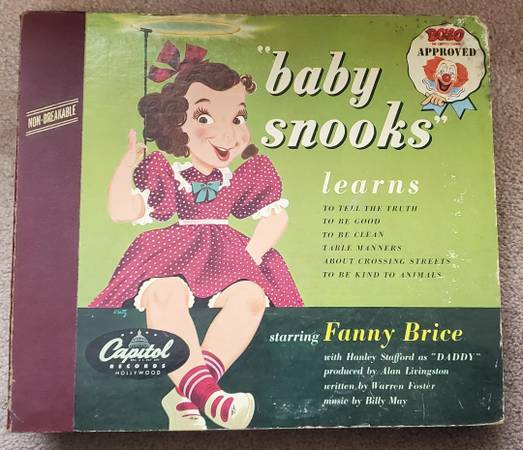 NON-BREAKABLE
BOZO
APPROVED
"baby
snooks"
learns
TO TELL THE TRUTH
TO BE GOOD
TO BE CLEAN
TABLE MANNERS
ABOUT CROSSING STREETS
TO BE KIND TO ANIMALS
starring Fanny Brice
with Hanley Stafford as "DADDY"
produced by Alan Livingston
written by Warren Foster
music by Billy May
Capitol
RECORDS
HOLLYWOOD